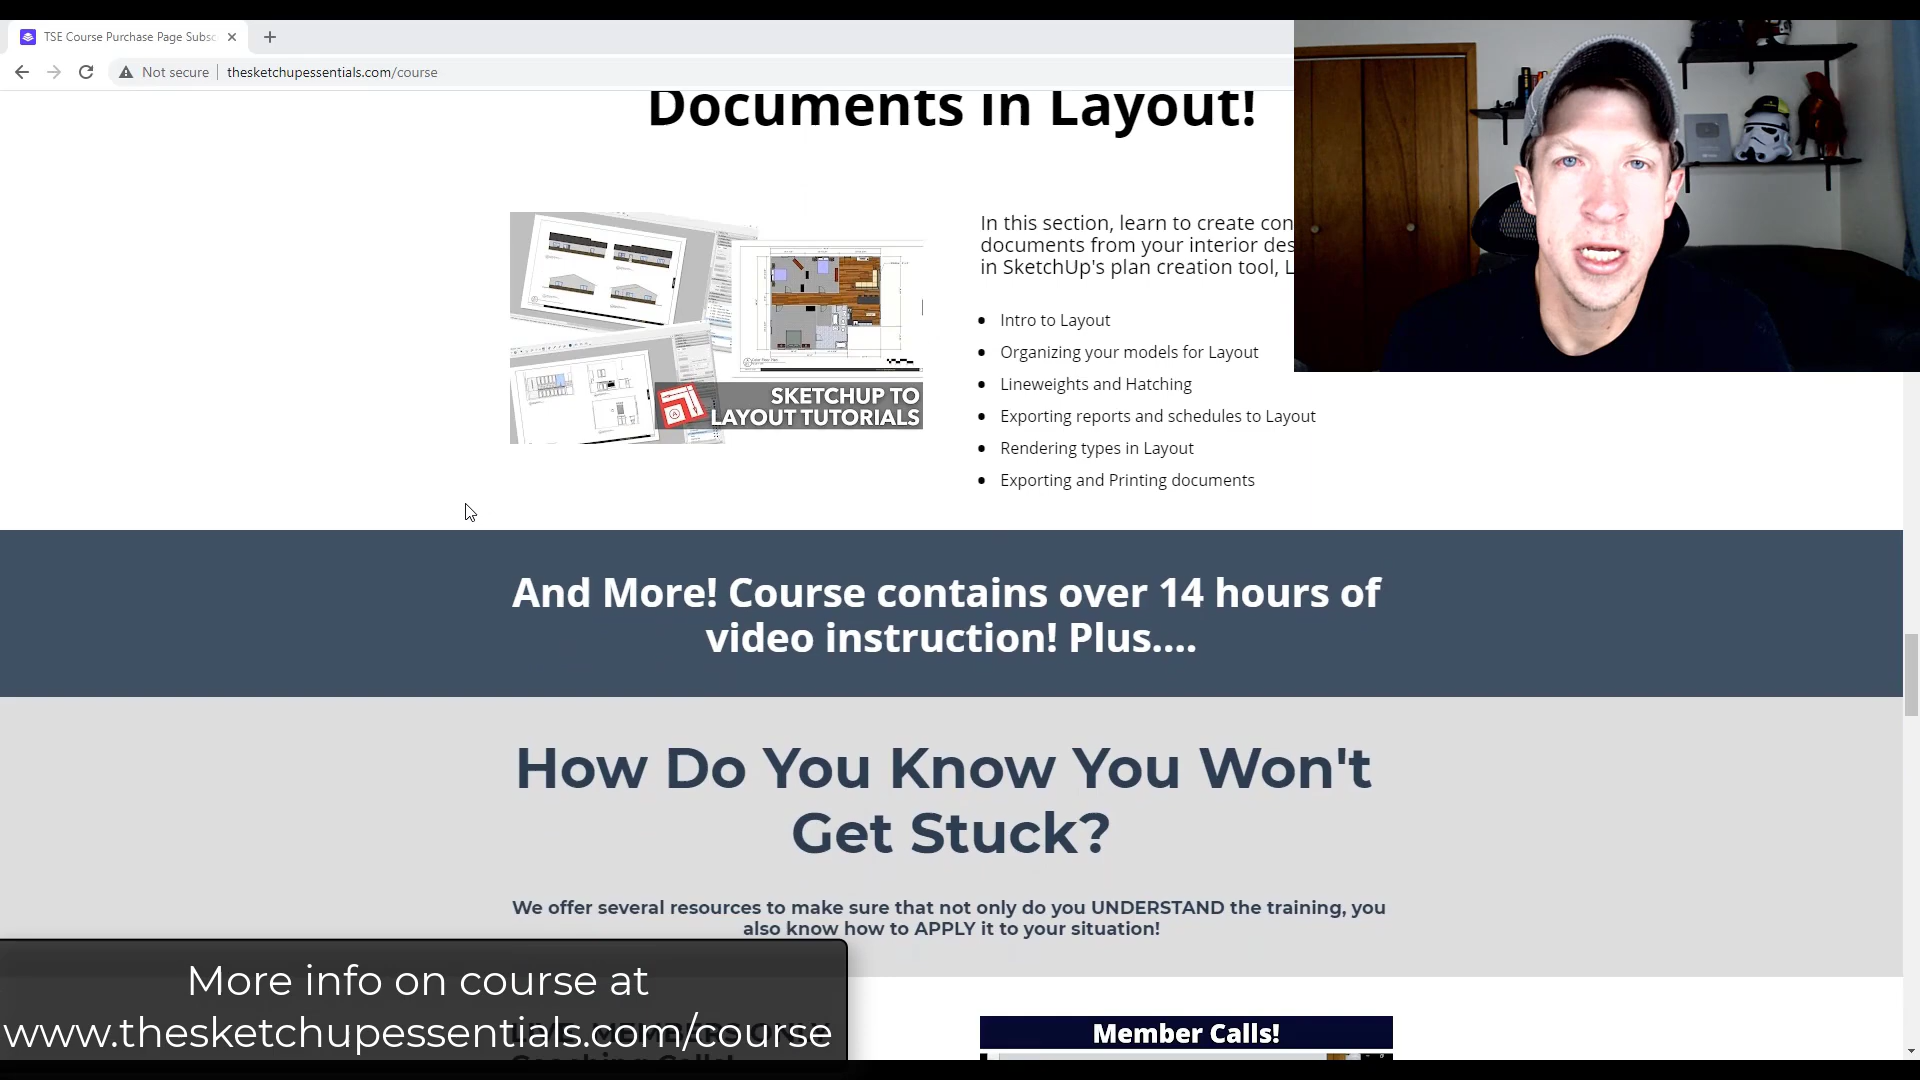 TSE Course Purchase Page Subsc
Not secure
thesketchupessentials.com/course
Documents in Layout!
In this section, learn to create con
documents from your interior des
in SketchUp's plan creation tool, L
Intro to Layout
Organizing your models for Layout
Lineweights and Hatching
Exporting reports and schedules to Layout
Rendering types in Layout
Exporting and Printing documents
SKETCHUP TO
LAYOUT TUTORIALS
And More! Course contains over 14 hours of
video instruction! Plus....
How Do You Know You Won't
Get Stuck?
We offer several resources to make sure that not only do you UNDERSTAND the training, you
also know how to APPLY it to your situation!
More info on course at
www.thesketchupessentials.com/course
Member Calls!